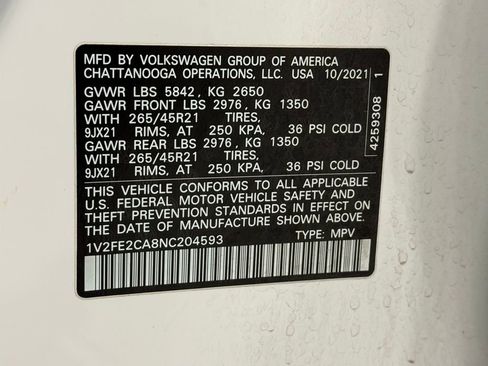 MFD BY VOLKSWAGEN GROUP OF AMERICA
CHATTANOOGA OPERATIONS, LLC. USA 10/2021
GVWR LBS 5842, KG 2650
GAWR FRONT LBS 2976, KG 1350
WITH 265/45R21 TIRES,
9JX21 RIMS, AT 250 KPA, 36 PSI COLD
GAWR REAR LBS 2976, KG 1350
WITH 265/45R21 TIRES,
9JX21 RIMS, AT 250 KPA, 36 PSI COLD
THIS VEHICLE CONFORMS TO ALL APPLICABLE
U.S. FEDERAL MOTOR VEHICLE SAFETY AND
THEFT PREVENTION STANDARDS IN EFFECT ON
THE DATE OF MANUFACTURE SHOWN ABOVE.
1V2FE2CA8NC204593 TYPE: MPV
4259308 1